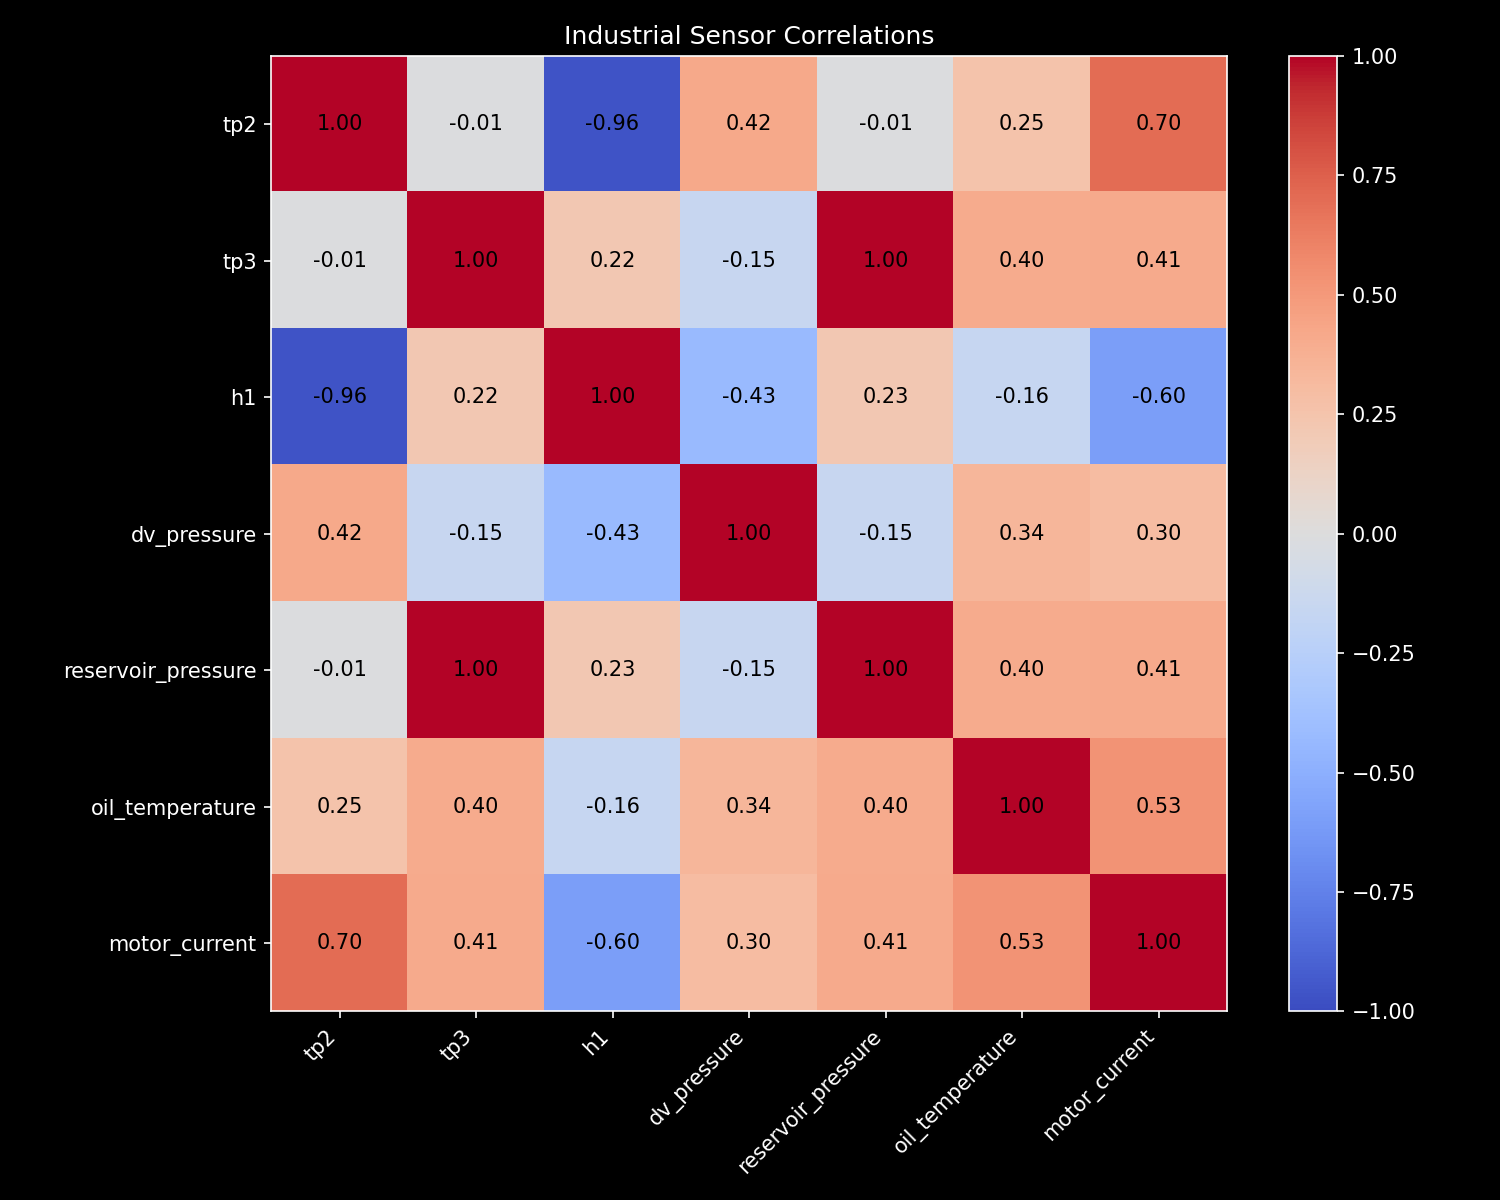 Industrial Sensor Correlations
tp2 1.00 -0.01 -0.96 0.42 -0.01 0.25 0.70
tp3 -0.01 1.00 0.22 -0.15 1.00 0.40 0.41
h1 -0.96 0.22 1.00 -0.43 0.23 -0.16 -0.60
dv_pressure 0.42 -0.15 -0.43 1.00 -0.15 0.34 0.30
reservoir_pressure -0.01 1.00 0.23 -0.15 1.00 0.40 0.41
oil_temperature 0.25 0.40 -0.16 0.34 0.40 1.00 0.53
motor_current 0.70 0.41 -0.60 0.30 0.41 0.53 1.00
tp2 tp3 h1 dv_pressure reservoir_pressure oil_temperature motor_current
1.00
0.75
0.50
0.25
0.00
−0.25
−0.50
−0.75
−1.00